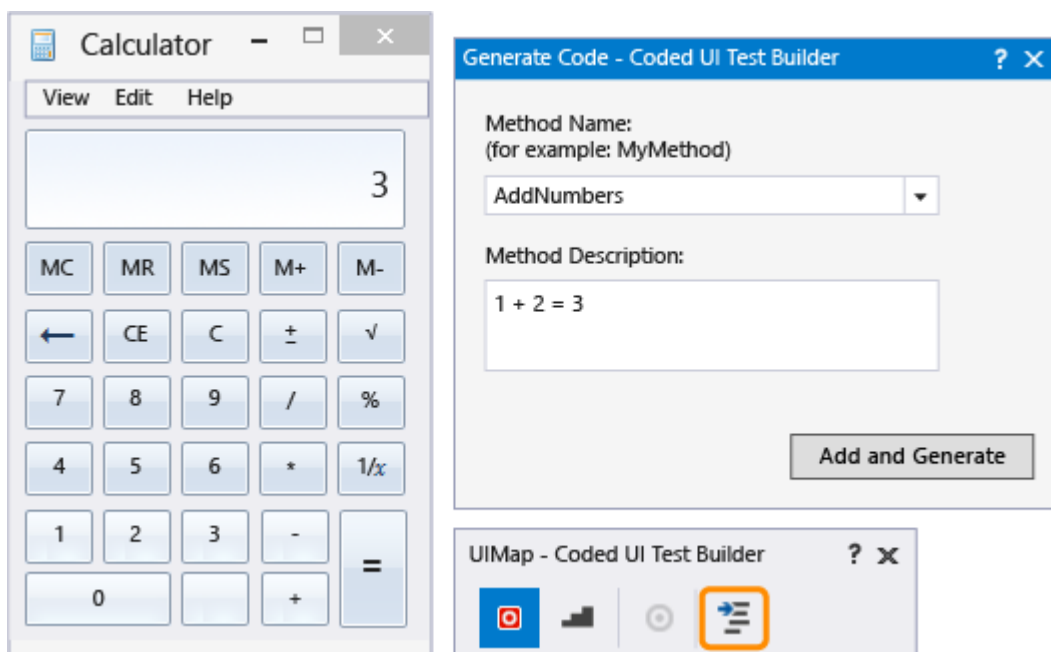 Calculator
View Edit Help
3
MC MR MS M+ M-
← CE C ± √
7 8 9 / %
4 5 6 * 1/x
1 2 3 - =
0 +
Generate Code - Coded UI Test Builder ? ×
Method Name:
(for example: MyMethod)
AddNumbers
Method Description:
1 + 2 = 3
Add and Generate
UIMap - Coded UI Test Builder ? ×